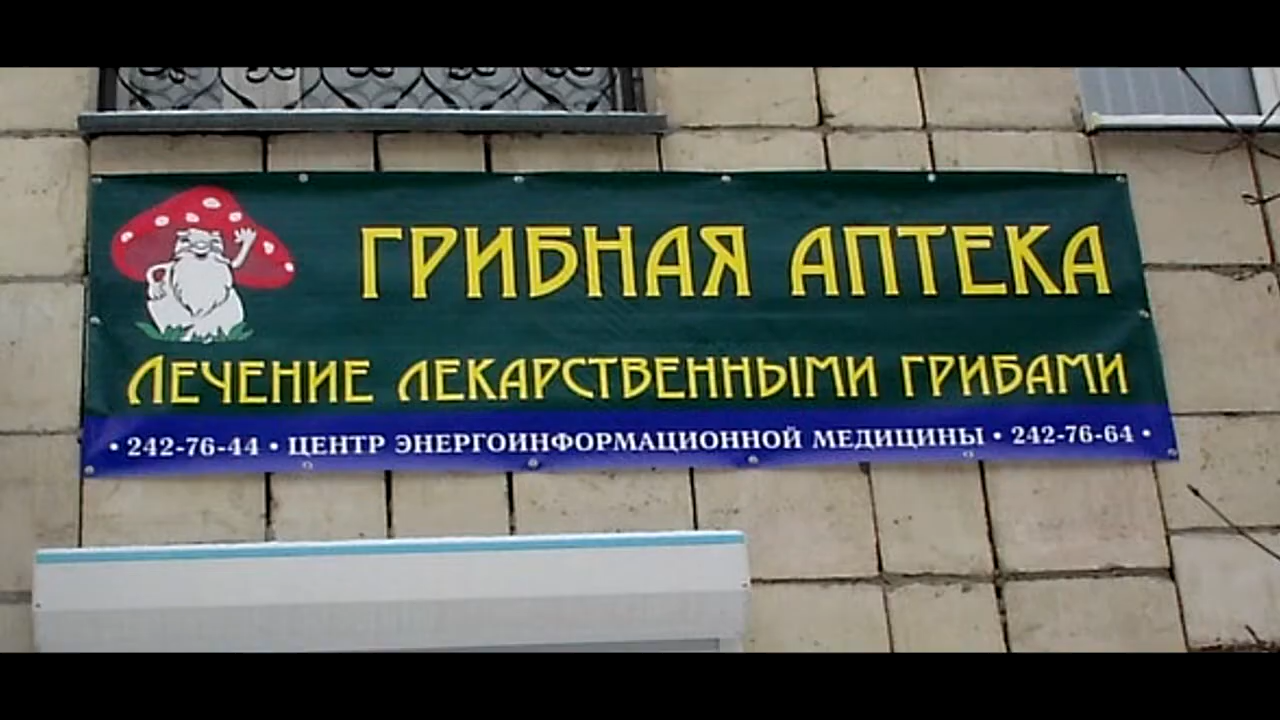 ГРИБНАЯ АПТЕКА
ЛЕЧЕНИЕ ЛЕКАРСТВЕННЫМИ ГРИБАМИ
• 242-76-44 • ЦЕНТР ЭНЕРГОИНФОРМАЦИОННОЙ МЕДИЦИНЫ • 242-76-64 •